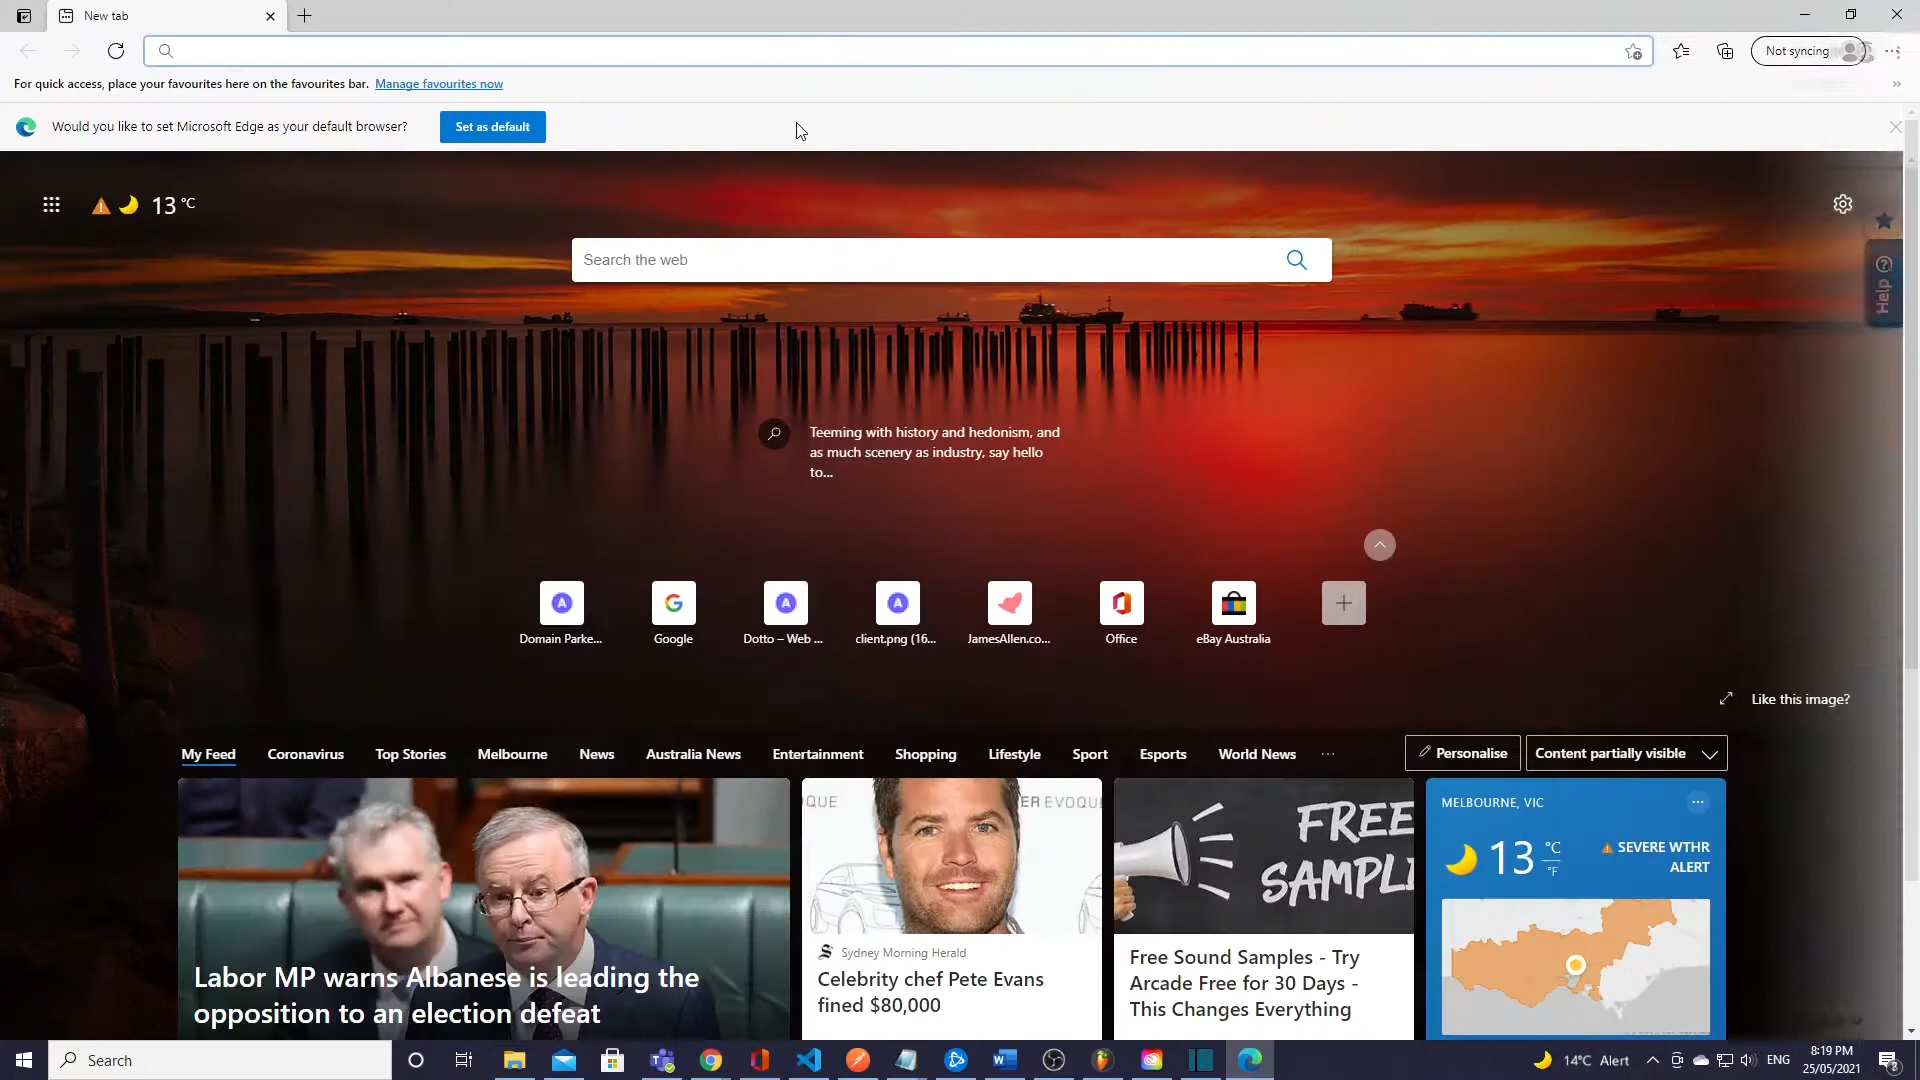 New tab
Not syncing
For quick access, place your favourites here on the favourites bar. Manage favourites now
Would you like to set Microsoft Edge as your default browser?
Set as default
13 °C
Search the web
Help
Teeming with history and hedonism, and
as much scenery as industry, say hello
to...
Domain Parke...
Google
Dotto – Web ...
client.png (16...
JamesAllen.co...
Office
eBay Australia
Like this image?
My Feed
Coronavirus
Top Stories
Melbourne
News
Australia News
Entertainment
Shopping
Lifestyle
Sport
Esports
World News
...
Personalise
Content partially visible
Labor MP warns Albanese is leading the
opposition to an election defeat
OQUE
ER EVOQUE
Sydney Morning Herald
Celebrity chef Pete Evans
fined $80,000
FREE
SAMPL
Free Sound Samples - Try
Arcade Free for 30 Days -
This Changes Everything
MELBOURNE, VIC
13 °C
°F
SEVERE WTHR
ALERT
Search
14°C Alert
ENG
8:19 PM
25/05/2021